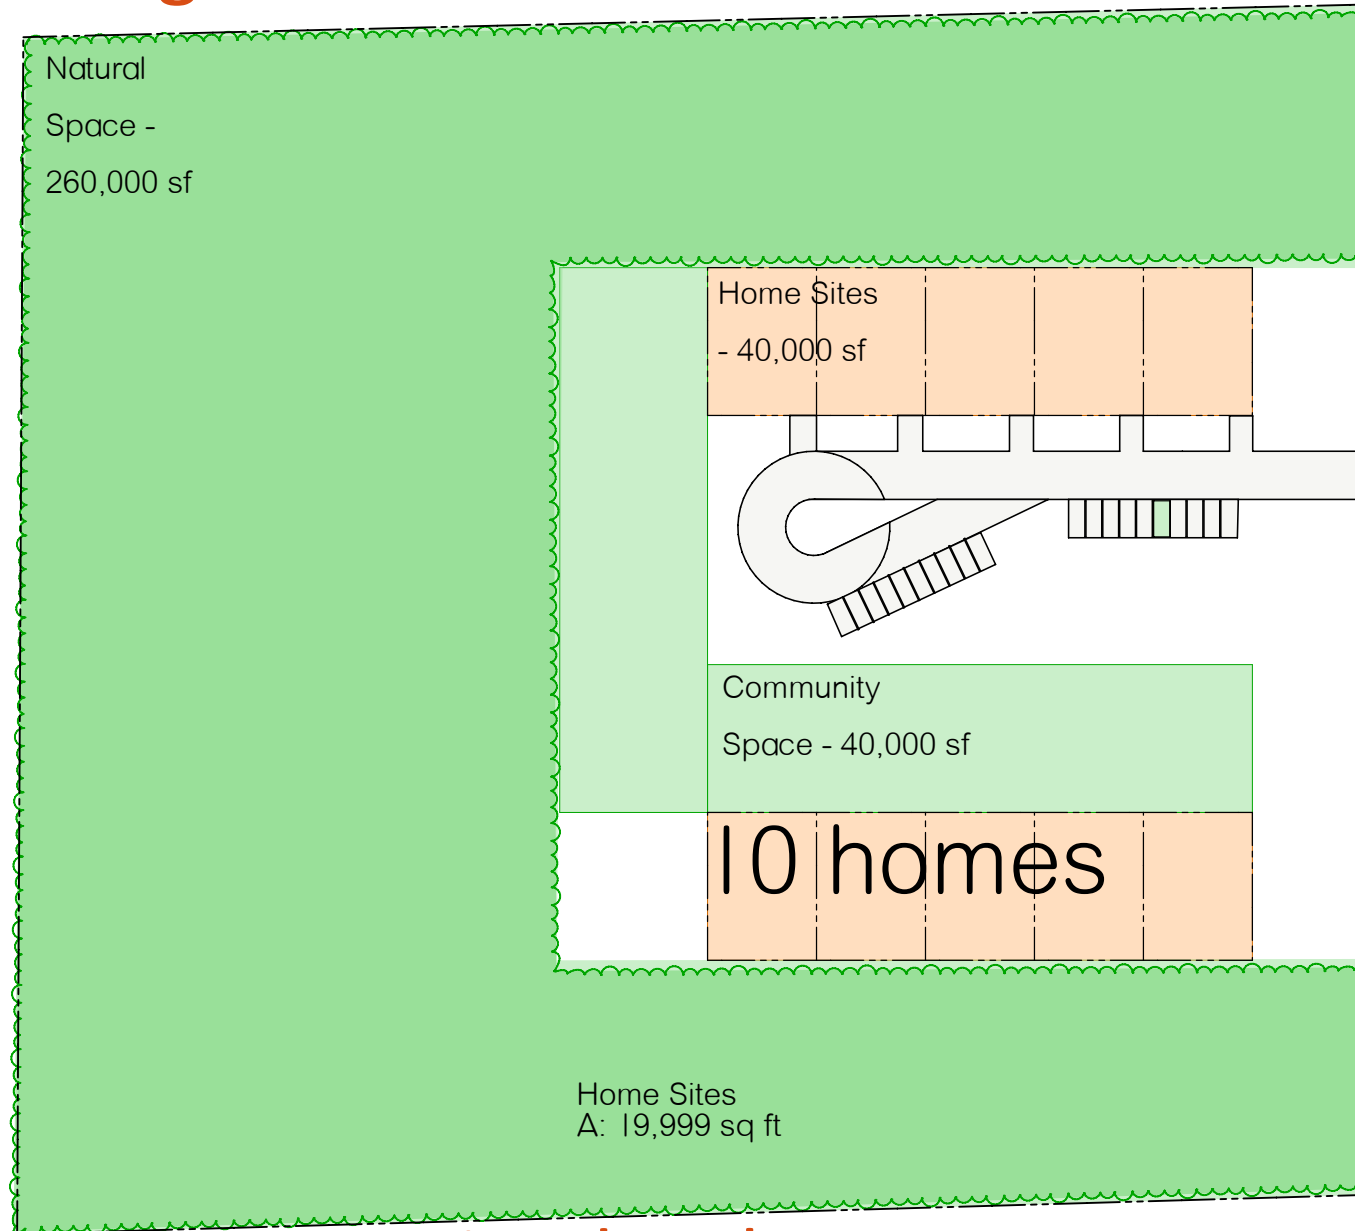 Natural
Space -
260,000 sf
Home Sites
- 40,000 sf
Community
Space - 40,000 sf
10 homes
Home Sites
A: 19,999 sq ft